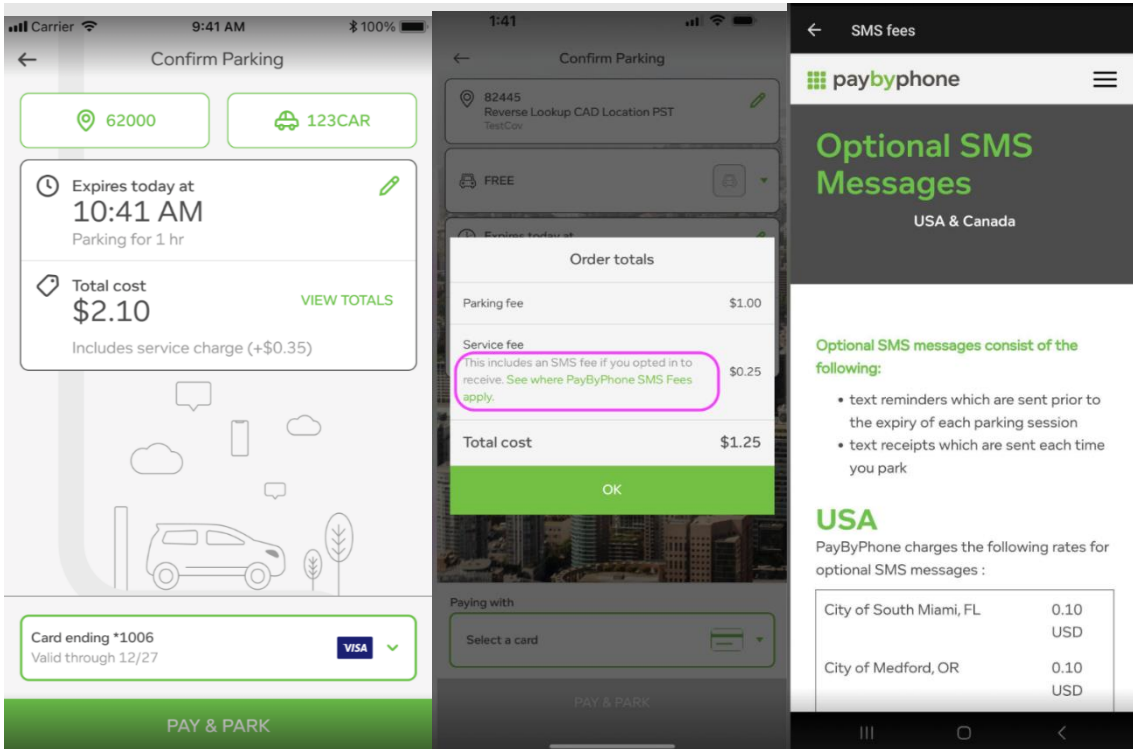 Carrier 9:41 AM 100%
Confirm Parking
62000 123CAR
Expires today at
10:41 AM
Parking for 1 hr
Total cost
$2.10 VIEW TOTALS
Includes service charge (+$0.35)
Card ending *1006
Valid through 12/27
VISA
PAY & PARK
1:41
Confirm Parking
82445
Reverse Lookup CAD Location PST
TestCov
FREE
Expires today at
Order totals
Parking fee $1.00
Service fee
This includes an SMS fee if you opted in to
receive. See where PayByPhone SMS Fees
apply.
$0.25
Total cost $1.25
OK
Paying with
Select a card
PAY & PARK
SMS fees
paybyphone
Optional SMS
Messages
USA & Canada
Optional SMS messages consist of the
following:
• text reminders which are sent prior to
the expiry of each parking session
• text receipts which are sent each time
you park
USA
PayByPhone charges the following rates for
optional SMS messages :
City of South Miami, FL 0.10
USD
City of Medford, OR 0.10
USD